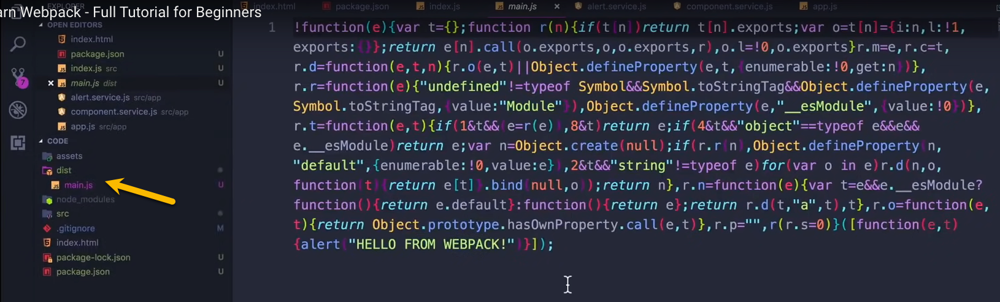 arn Webpack - Full Tutorial for Beginners
EXPLORER
OPEN EDITORS
index.html
package.json U
index.js src U
× main.js dist U
alert.service.js src/app
component.service.js src/app
app.js src/app
CODE
assets
dist
main.js U
node_modules
src
.gitignore M
index.html
package-lock.json U
package.json U
7
index.html package.json index.js main.js × alert.service.js component.service.js app.js
1 !function(e){var t={};function r(n){if(t[n])return t[n].exports;var o=t[n]={i:n,l:!1,
exports:{}};return e[n].call(o.exports,o,o.exports,r),o.l=!0,o.exports}r.m=e,r.c=t,
r.d=function(e,t,n){r.o(e,t)||Object.defineProperty(e,t,{enumerable:!0,get:n})},
r.r=function(e){"undefined"!=typeof Symbol&&Symbol.toStringTag&&Object.defineProperty(e,
Symbol.toStringTag,{value:"Module"}),Object.defineProperty(e,"__esModule",{value:!0})},
r.t=function(e,t){if(1&t&&(e=r(e)),8&t)return e;if(4&t&&"object"==typeof e&&e&&
e.__esModule)return e;var n=Object.create(null);if(r.r(n),Object.defineProperty(n,
"default",{enumerable:!0,value:e}),2&t&&"string"!=typeof e)for(var o in e)r.d(n,o,
function(t){return e[t]}.bind(null,o));return n},r.n=function(e){var t=e&&e.__esModule?
function(){return e.default}:function(){return e};return r.d(t,"a",t),t},r.o=function(e,
t){return Object.prototype.hasOwnProperty.call(e,t)},r.p="",r(r.s=0)}([function(e,t)
{alert("HELLO FROM WEBPACK!")}]);